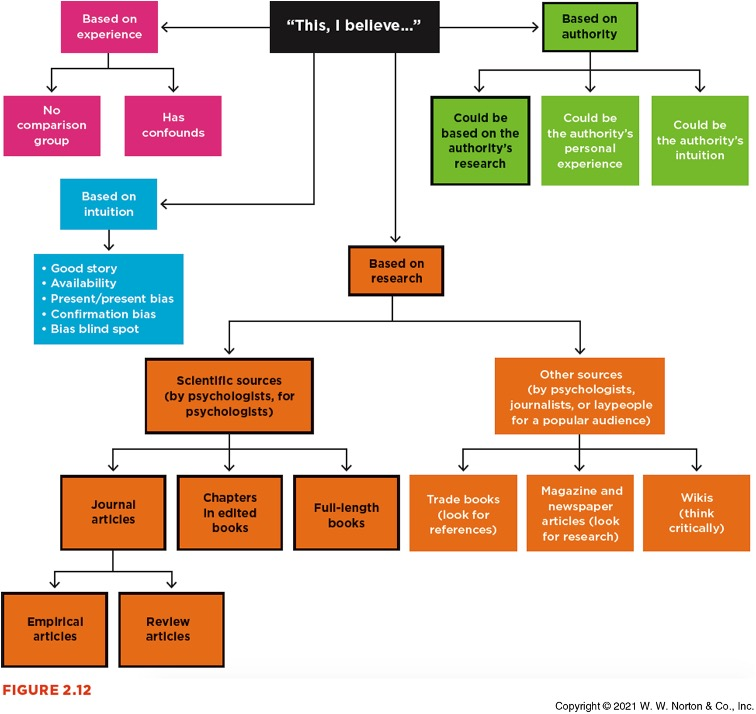 Based on
experience
"This, I believe..."
Based on
authority
No
comparison
group
Has
confounds
Could be
based on the
authority's
research
Could be
the authority's
personal
experience
Could be
the authority's
intuition
Based on
intuition
• Good story
• Availability
• Present/present bias
• Confirmation bias
• Bias blind spot
Based on
research
Scientific sources
(by psychologists, for
psychologists)
Other sources
(by psychologists,
journalists, or laypeople
for a popular audience)
Journal
articles
Chapters
in edited
books
Full-length
books
Trade books
(look for
references)
Magazine and
newspaper
articles (look
for research)
Wikis
(think
critically)
Empirical
articles
Review
articles
FIGURE 2.12
Copyright © 2021 W. W. Norton & Co., Inc.